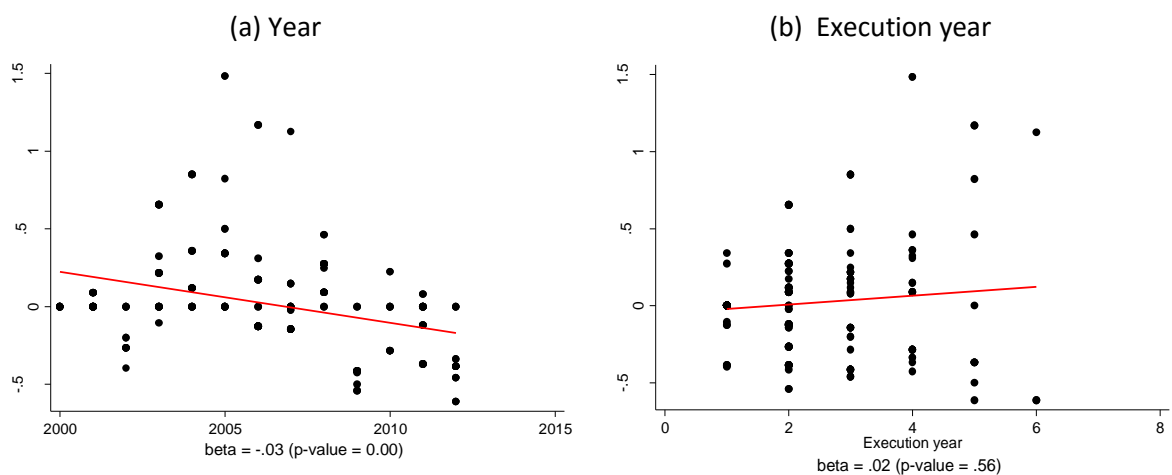 (a) Year
(b) Execution year
1.5
1
.5
0
-.5
2000 2005 2010 2015
beta = -.03 (p-value = 0.00)
1.5
1
.5
0
-.5
0 2 4 6 8
Execution year
beta = .02 (p-value = .56)